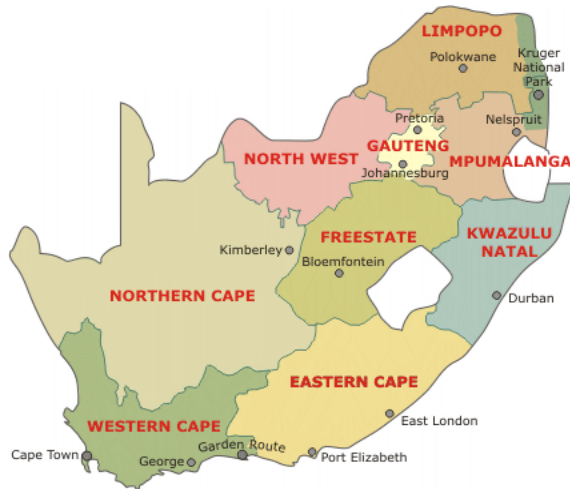 LIMPOPO
Polokwane
Kruger
National
Park
Pretoria
Nelspruit
GAUTENG
NORTH WEST
MPUMALANGA
Johannesburg
FREESTATE
KWAZULU
NATAL
Kimberley
Bloemfontein
NORTHERN CAPE
Durban
EASTERN CAPE
East London
WESTERN CAPE
Garden Route
Cape Town
George
Port Elizabeth